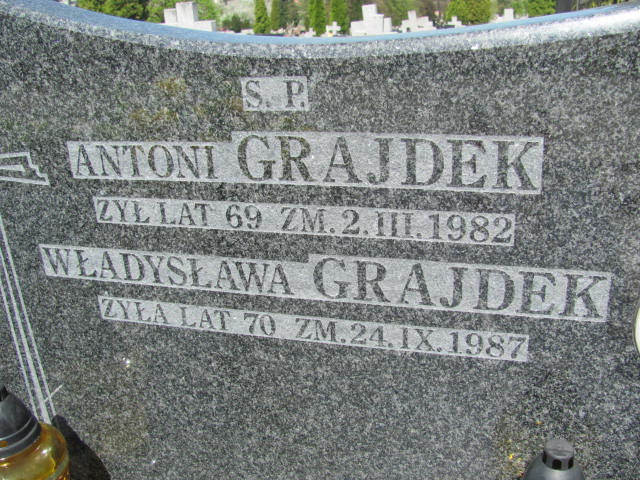 S. P.
ANTONI GRAJDEK
ŻYŁ LAT 69 ZM. 2. III. 1982
WŁADYSŁAWA GRAJDEK
ŻYŁA LAT 70 ZM. 24. IX. 1987